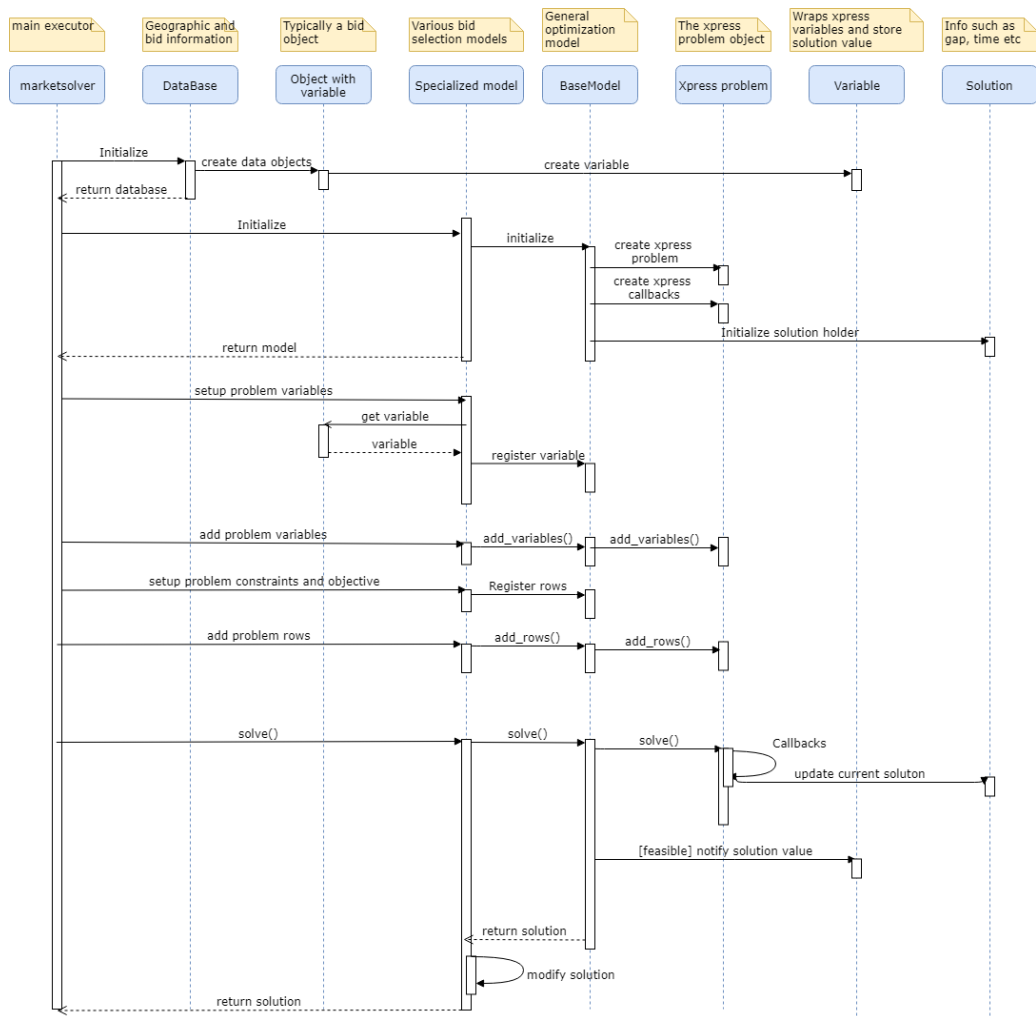 main executor
Geographic and
bid information
Typically a bid
object
Various bid
selection models
General
optimization
model
The xpress
problem object
Wraps xpress
variables and store
solution value
Info such as
gap, time etc
marketsolver
DataBase
Object with
variable
Specialized model
BaseModel
Xpress problem
Variable
Solution
Initialize
create data objects
create variable
return database
Initialize
initialize
create xpress
problem
create xpress
callbacks
Initialize solution holder
return model
setup problem variables
get variable
variable
register variable
add problem variables
add_variables()
add_variables()
setup problem constraints and objective
Register rows
add problem rows
add_rows()
add_rows()
solve()
solve()
solve()
Callbacks
update current soluton
[feasible] notify solution value
return solution
modify solution
return solution